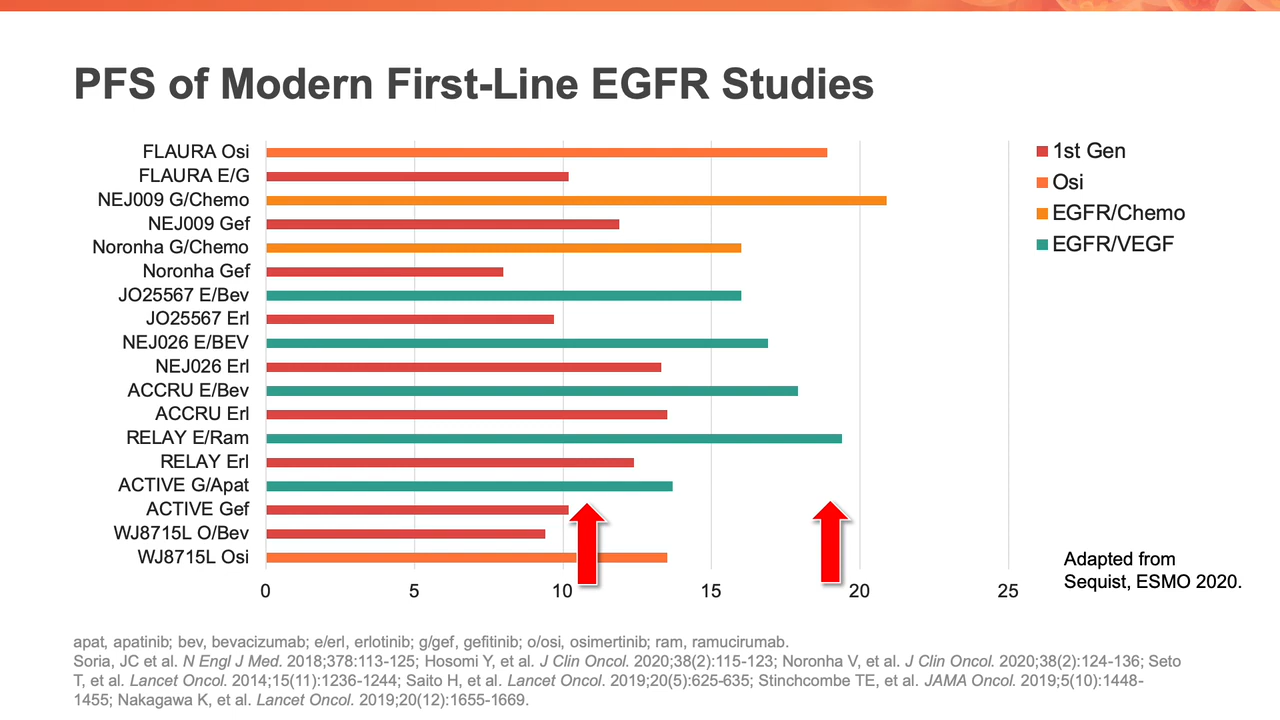 PFS of Modern First-Line EGFR Studies
FLAURA Osi
FLAURA E/G
NEJ009 G/Chemo
NEJ009 Gef
Noronha G/Chemo
Noronha Gef
JO25567 E/Bev
JO25567 Erl
NEJ026 E/BEV
NEJ026 Erl
ACCRU E/Bev
ACCRU Erl
RELAY E/Ram
RELAY Erl
ACTIVE G/Apat
ACTIVE Gef
WJ8715L O/Bev
WJ8715L Osi
0 5 10 15 20 25
1st Gen
Osi
EGFR/Chemo
EGFR/VEGF
Adapted from
Sequist, ESMO 2020.
apat, apatinib; bev, bevacizumab; e/erl, erlotinib; g/gef, gefitinib; o/osi, osimertinib; ram, ramucirumab.
Soria, JC et al. N Engl J Med. 2018;378:113-125; Hosomi Y, et al. J Clin Oncol. 2020;38(2):115-123; Noronha V, et al. J Clin Oncol. 2020;38(2):124-136; Seto
T, et al. Lancet Oncol. 2014;15(11):1236-1244; Saito H, et al. Lancet Oncol. 2019;20(5):625-635; Stinchcombe TE, et al. JAMA Oncol. 2019;5(10):1448-
1455; Nakagawa K, et al. Lancet Oncol. 2019;20(12):1655-1669.